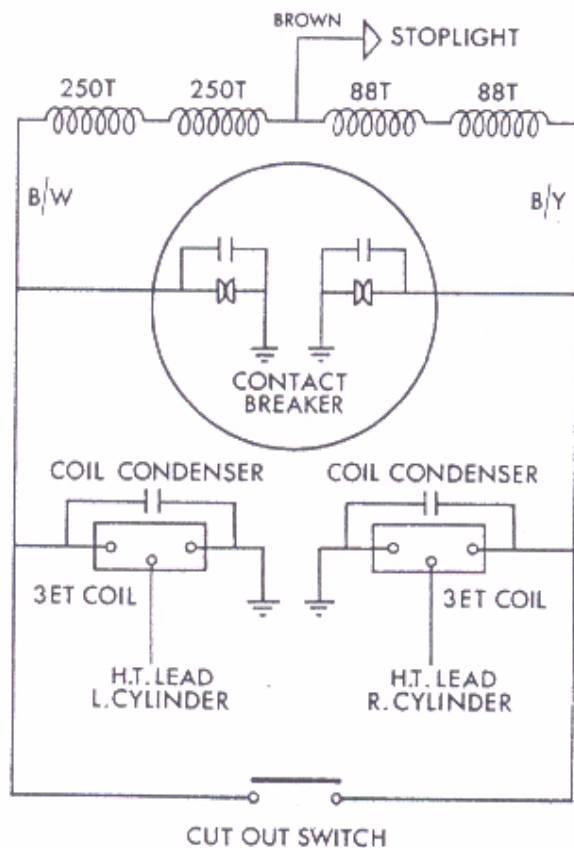 BROWN
STOPLIGHT
250T 250T 88T 88T
B/W
B/Y
CONTACT
BREAKER
COIL CONDENSER
COIL CONDENSER
3ET COIL
3ET COIL
H.T. LEAD
L. CYLINDER
H.T. LEAD
R. CYLINDER
CUT OUT SWITCH